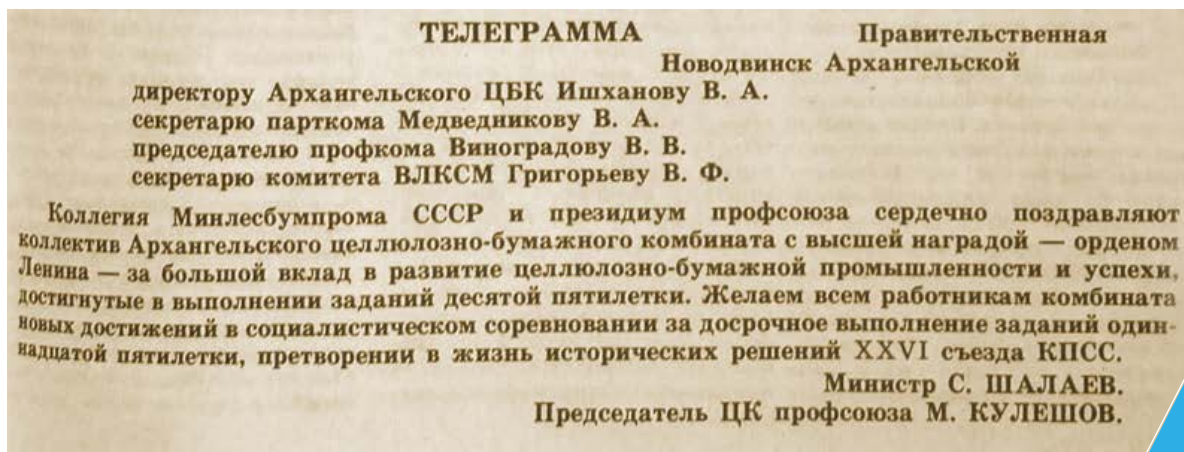 ТЕЛЕГРАММА Правительственная
Новодвинск Архангельской
директору Архангельского ЦБК Ишханову В. А.
секретарю парткома Медведникову В. А.
председателю профкома Виноградову В. В.
секретарю комитета ВЛКСМ Григорьеву В. Ф.
Коллегия Минлесбумпрома СССР и президиум профсоюза сердечно поздравляют
коллектив Архангельского целлюлозно-бумажного комбината с высшей наградой — орденом
Ленина — за большой вклад в развитие целлюлозно-бумажной промышленности и успехи,
достигнутые в выполнении заданий десятой пятилетки. Желаем всем работникам комбината
новых достижений в социалистическом соревновании за досрочное выполнение заданий один-
надцатой пятилетки, претворении в жизнь исторических решений XXVI съезда КПСС.
Министр С. ШАЛАЕВ.
Председатель ЦК профсоюза М. КУЛЕШОВ.